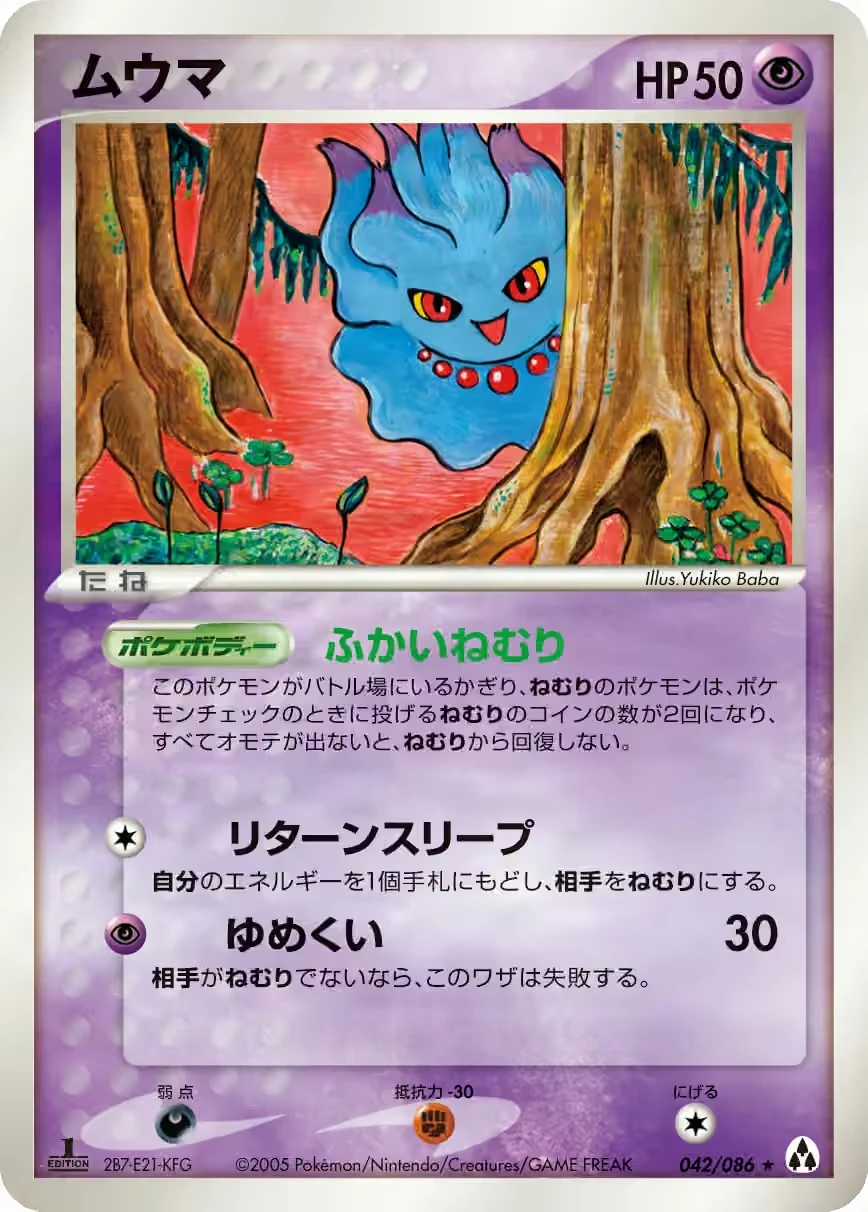 ムウマ
HP50
たね
Illus.Yukiko Baba
ポケボディー ふかいねむり
このポケモンがバトル場にいるかぎり、ねむりのポケモンは、ポケ
モンチェックのときに投げるねむりのコインの数が2回になり、
すべてオモテが出ないと、ねむりから回復しない。
リターンスリープ
自分のエネルギーを1個手札にもどし、相手をねむりにする。
ゆめくい 30
相手がねむりでないなら、このワザは失敗する。
弱点 抵抗力 -30 にげる
1 EDITION 2B7-E21-KFG ©2005 Pokémon/Nintendo/Creatures/GAME FREAK 042/086 ★